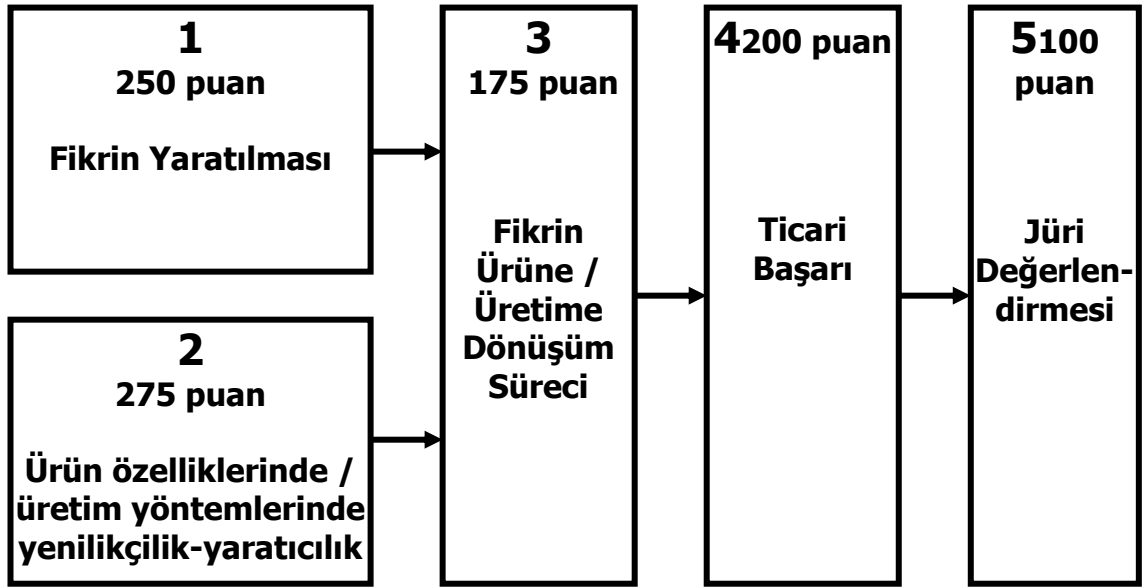 1
250 puan
Fikrin Yaratılması
2
275 puan
Ürün özelliklerinde /
üretim yöntemlerinde
yenilikçilik-yaratıcılık
3
175 puan
Fikrin
Ürüne /
Üretime
Dönüşüm
Süreci
4200 puan
Ticari
Başarı
5100
puan
Jüri
Değerlen-
dirmesi